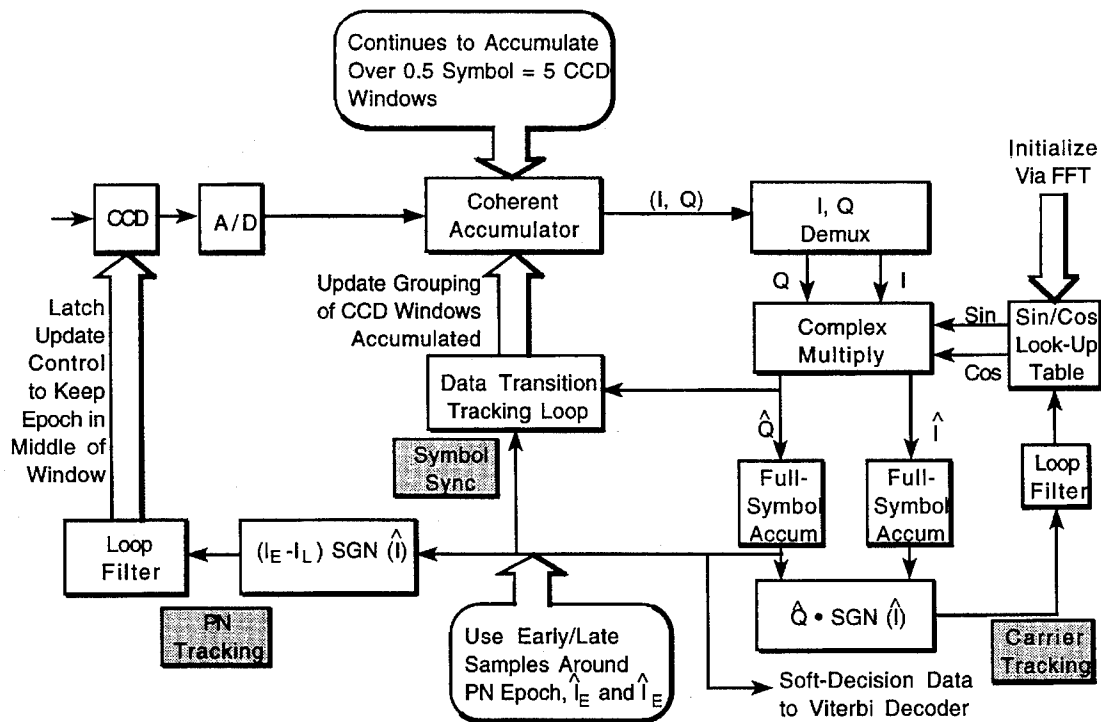 Continues to Accumulate
Over 0.5 Symbol = 5 CCD
Windows
Initialize
Via FFT
CCD
A/D
Coherent
Accumulator
(I, Q)
I, Q
Demux
Latch
Update
Control
to Keep
Epoch in
Middle of
Window
Update Grouping
of CCD Windows
Accumulated
Q
I
Complex
Multiply
Sin
Cos
Sin/Cos
Look-Up
Table
Data Transition
Tracking Loop
Symbol
Sync
Q̂
Î
Full-
Symbol
Accum
Full-
Symbol
Accum
Loop
Filter
Loop
Filter
(I_E - I_L) SGN (Î)
Q̂ • SGN (Î)
PN
Tracking
Carrier
Tracking
Use Early/Late
Samples Around
PN Epoch, Î_E and Î_E
Soft-Decision Data
to Viterbi Decoder